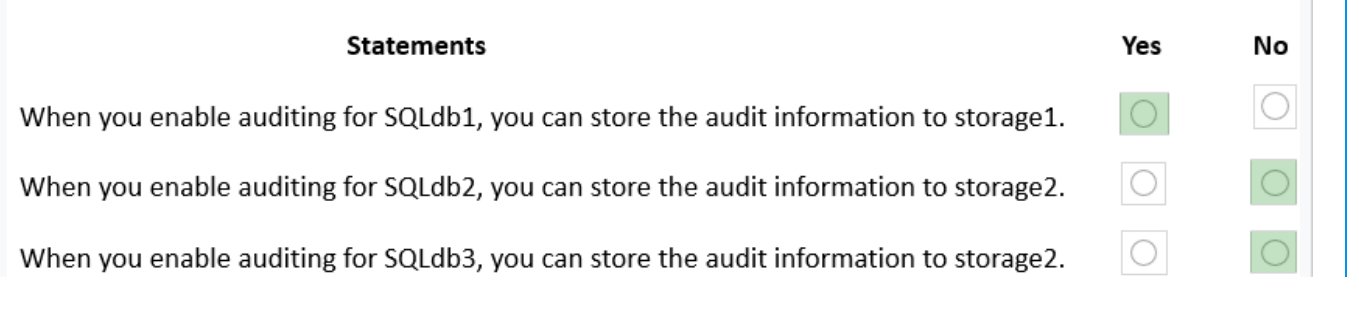 Statements Yes No
When you enable auditing for SQLdb1, you can store the audit information to storage1.
When you enable auditing for SQLdb2, you can store the audit information to storage2.
When you enable auditing for SQLdb3, you can store the audit information to storage2.